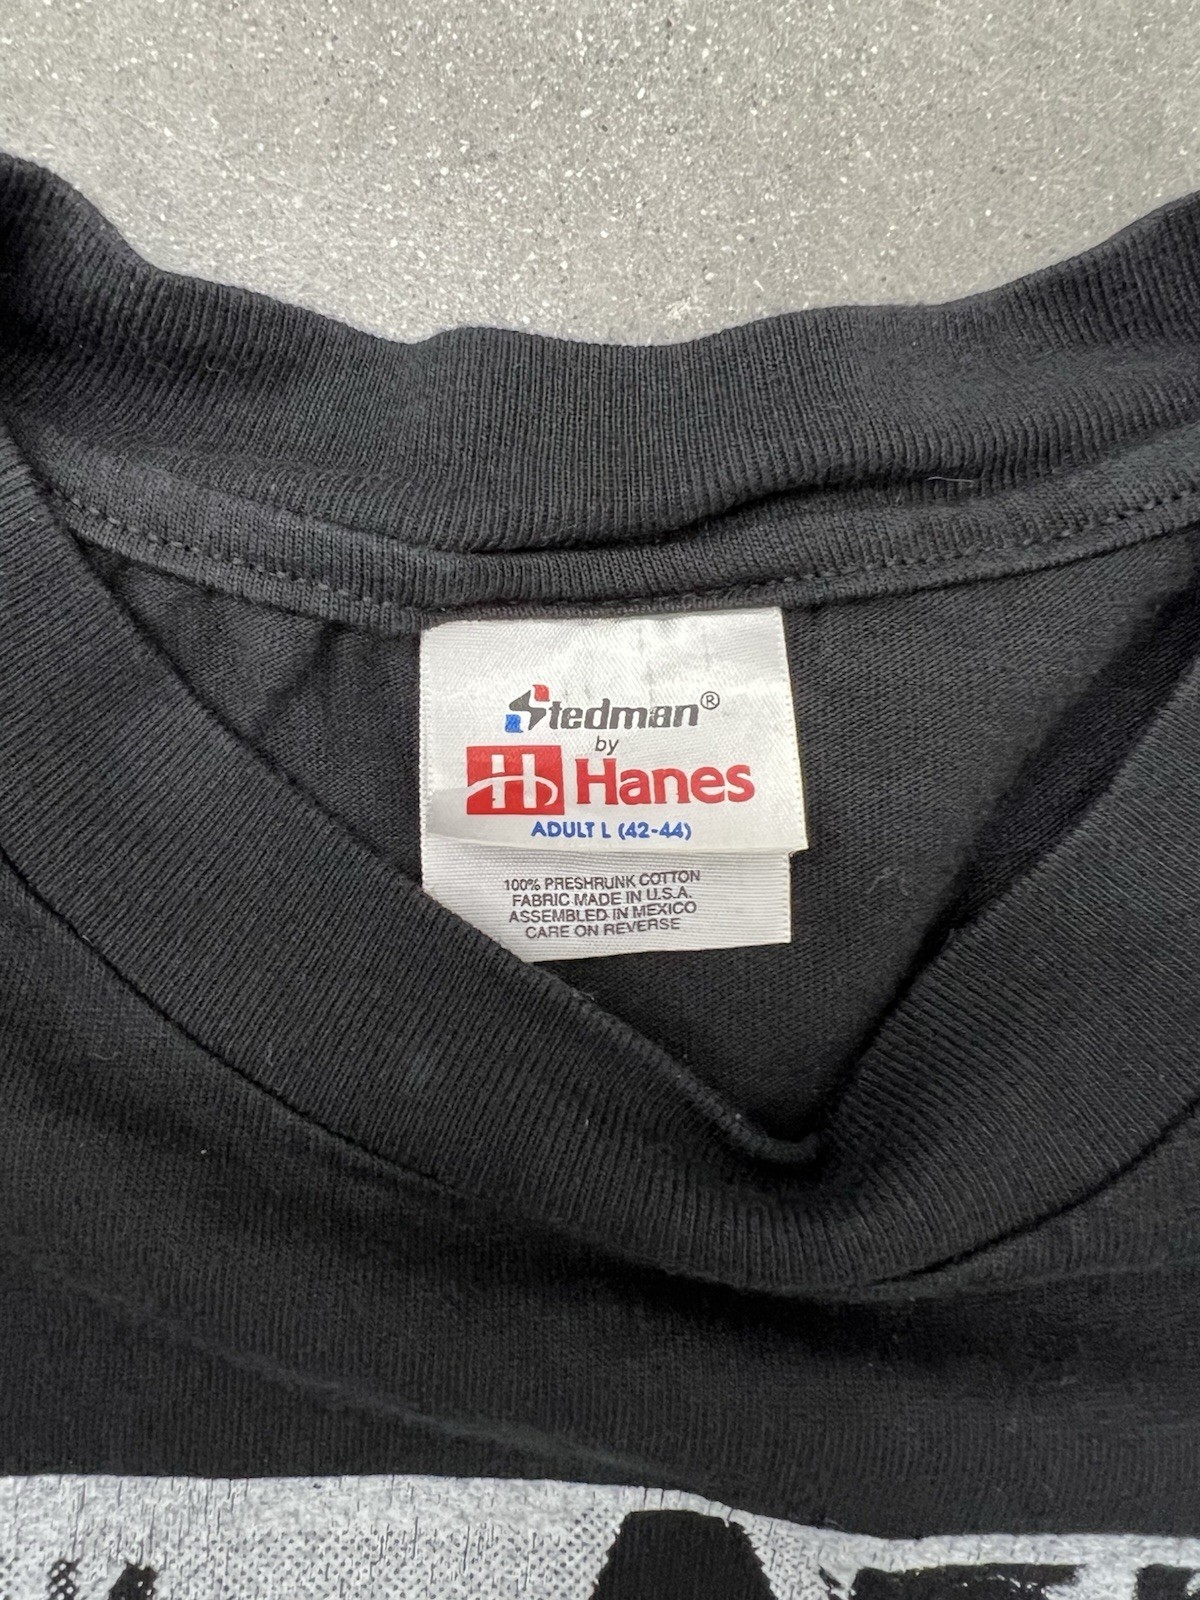 Stedman®
by
H Hanes
ADULT L (42-44)
100% PRESHRUNK COTTON
FABRIC MADE IN U.S.A.
ASSEMBLED IN MEXICO
CARE ON REVERSE